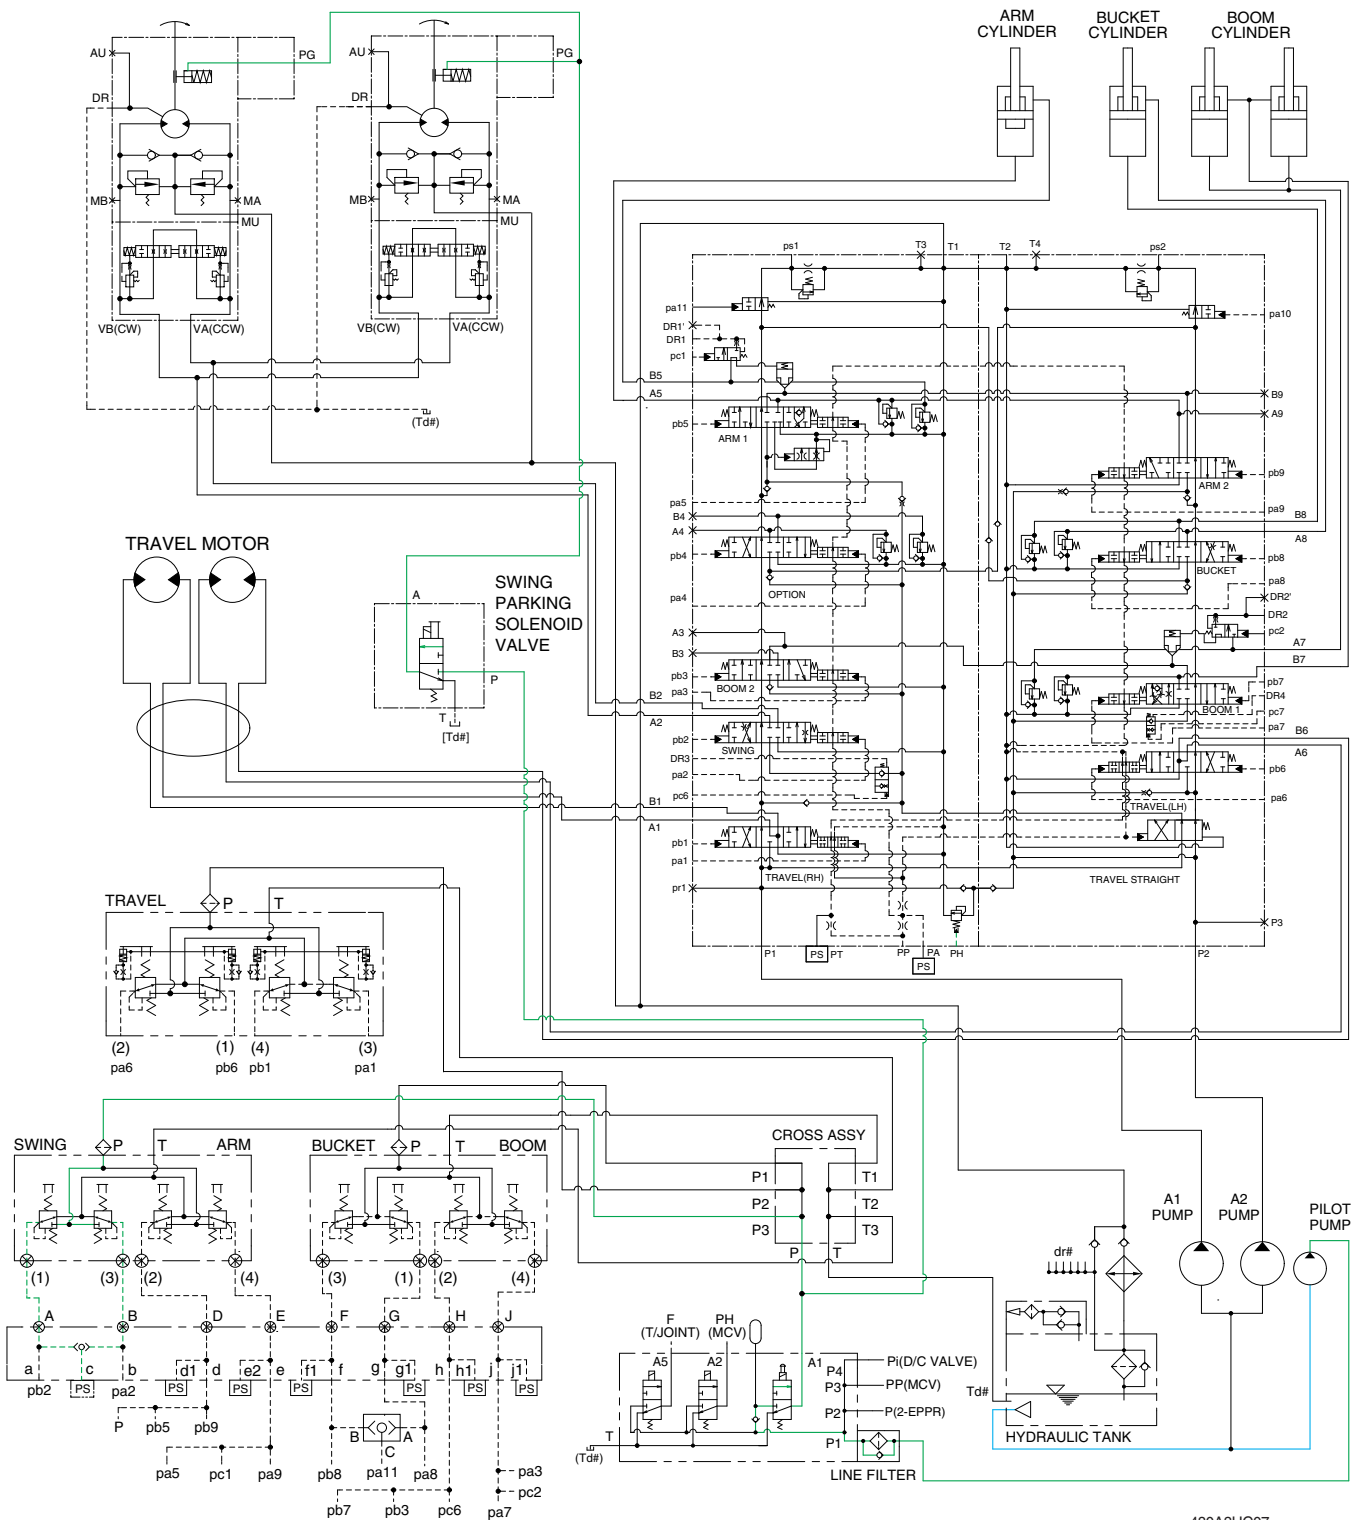 ARM
CYLINDER
BUCKET
CYLINDER
BOOM
CYLINDER
AU
PG
DR
MB
MA
MU
VB(CW)
VA(CCW)
AU
PG
DR
MB
MA
MU
VB(CW)
VA(CCW)
(Td#)
ps1
T3
T1
T2
T4
ps2
pa11
DR1'
DR1
pc1
B5
A5
pb5
ARM 1
pa5
B4
A4
pb4
OPTION
pa4
A3
B3
pb3
BOOM 2
pa3
B2
A2
pb2
SWING
DR3
pa2
pc6
B1
A1
pb1
pa1
TRAVEL(RH)
pr1
pa10
B9
A9
pb9
ARM 2
pa9
B8
A8
pb8
BUCKET
pa8
DR2'
DR2
pc2
A7
B7
pb7
DR4
BOOM 1
pc7
pa7
B6
A6
pb6
TRAVEL(LH)
pa6
TRAVEL STRAIGHT
P3
P1
PS
PT
PP
PA
PS
PH
P2
TRAVEL MOTOR
SWING
PARKING
SOLENOID
VALVE
A
P
T
[Td#]
TRAVEL
P
T
(2)
(1)
(4)
(3)
pa6
pb6
pb1
pa1
SWING
P
T
ARM
BUCKET
P
T
BOOM
(1)
(3)
(2)
(4)
(3)
(1)
(2)
(4)
A
B
D
E
F
G
H
J
a
c
b
d1
d
e2
e
f1
f
g
g1
h
h1
j
j1
pb2
PS
pa2
PS
PS
PS
PS
PS
PS
P
pb5
pb9
B
A
C
pa5
pc1
pa9
pb8
pa11
pa8
pa3
pc2
pb7
pb3
pc6
pa7
CROSS ASSY
P1
T1
P2
T2
P3
T3
P
T
F
(T/JOINT)
PH
(MCV)
A5
A2
A1
P4
P3
P2
P1
Pi(D/C VALVE)
PP(MCV)
P(2-EPPR)
T
(Td#)
LINE FILTER
A1
PUMP
A2
PUMP
PILOT
PUMP
dr#
Td#
HYDRAULIC TANK